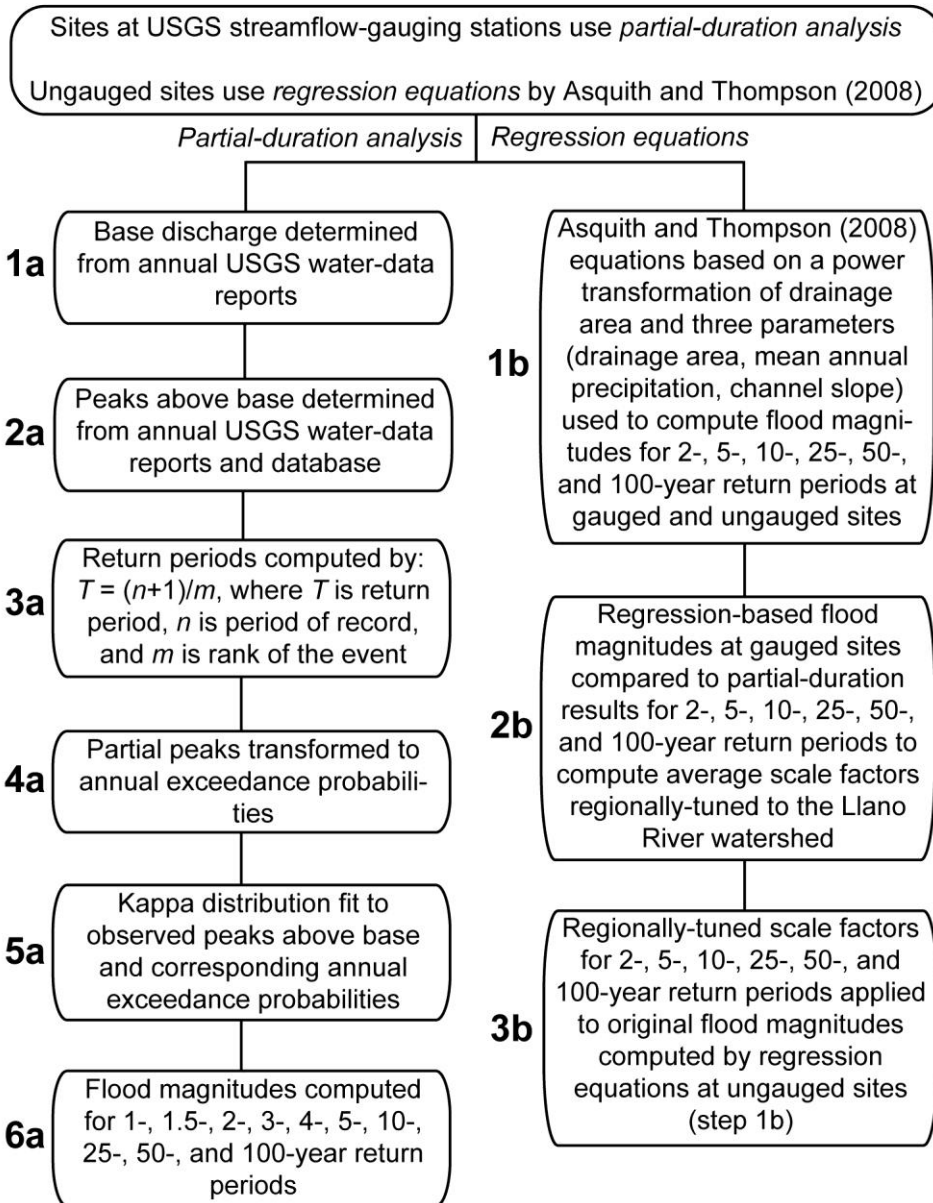 Sites at USGS streamflow-gauging stations use partial-duration analysis
Ungauged sites use regression equations by Asquith and Thompson (2008)
Partial-duration analysis
Regression equations
1a
Base discharge determined
from annual USGS water-data
reports
2a
Peaks above base determined
from annual USGS water-data
reports and database
3a
Return periods computed by:
T = (n+1)/m, where T is return
period, n is period of record,
and m is rank of the event
4a
Partial peaks transformed to
annual exceedance probabili-
ties
5a
Kappa distribution fit to
observed peaks above base
and corresponding annual
exceedance probabilities
6a
Flood magnitudes computed
for 1-, 1.5-, 2-, 3-, 4-, 5-, 10-,
25-, 50-, and 100-year return
periods
1b
Asquith and Thompson (2008)
equations based on a power
transformation of drainage
area and three parameters
(drainage area, mean annual
precipitation, channel slope)
used to compute flood magni-
tudes for 2-, 5-, 10-, 25-, 50-,
and 100-year return periods at
gauged and ungauged sites
2b
Regression-based flood
magnitudes at gauged sites
compared to partial-duration
results for 2-, 5-, 10-, 25-, 50-,
and 100-year return periods to
compute average scale factors
regionally-tuned to the Llano
River watershed
3b
Regionally-tuned scale factors
for 2-, 5-, 10-, 25-, 50-, and
100-year return periods applied
to original flood magnitudes
computed by regression
equations at ungauged sites
(step 1b)